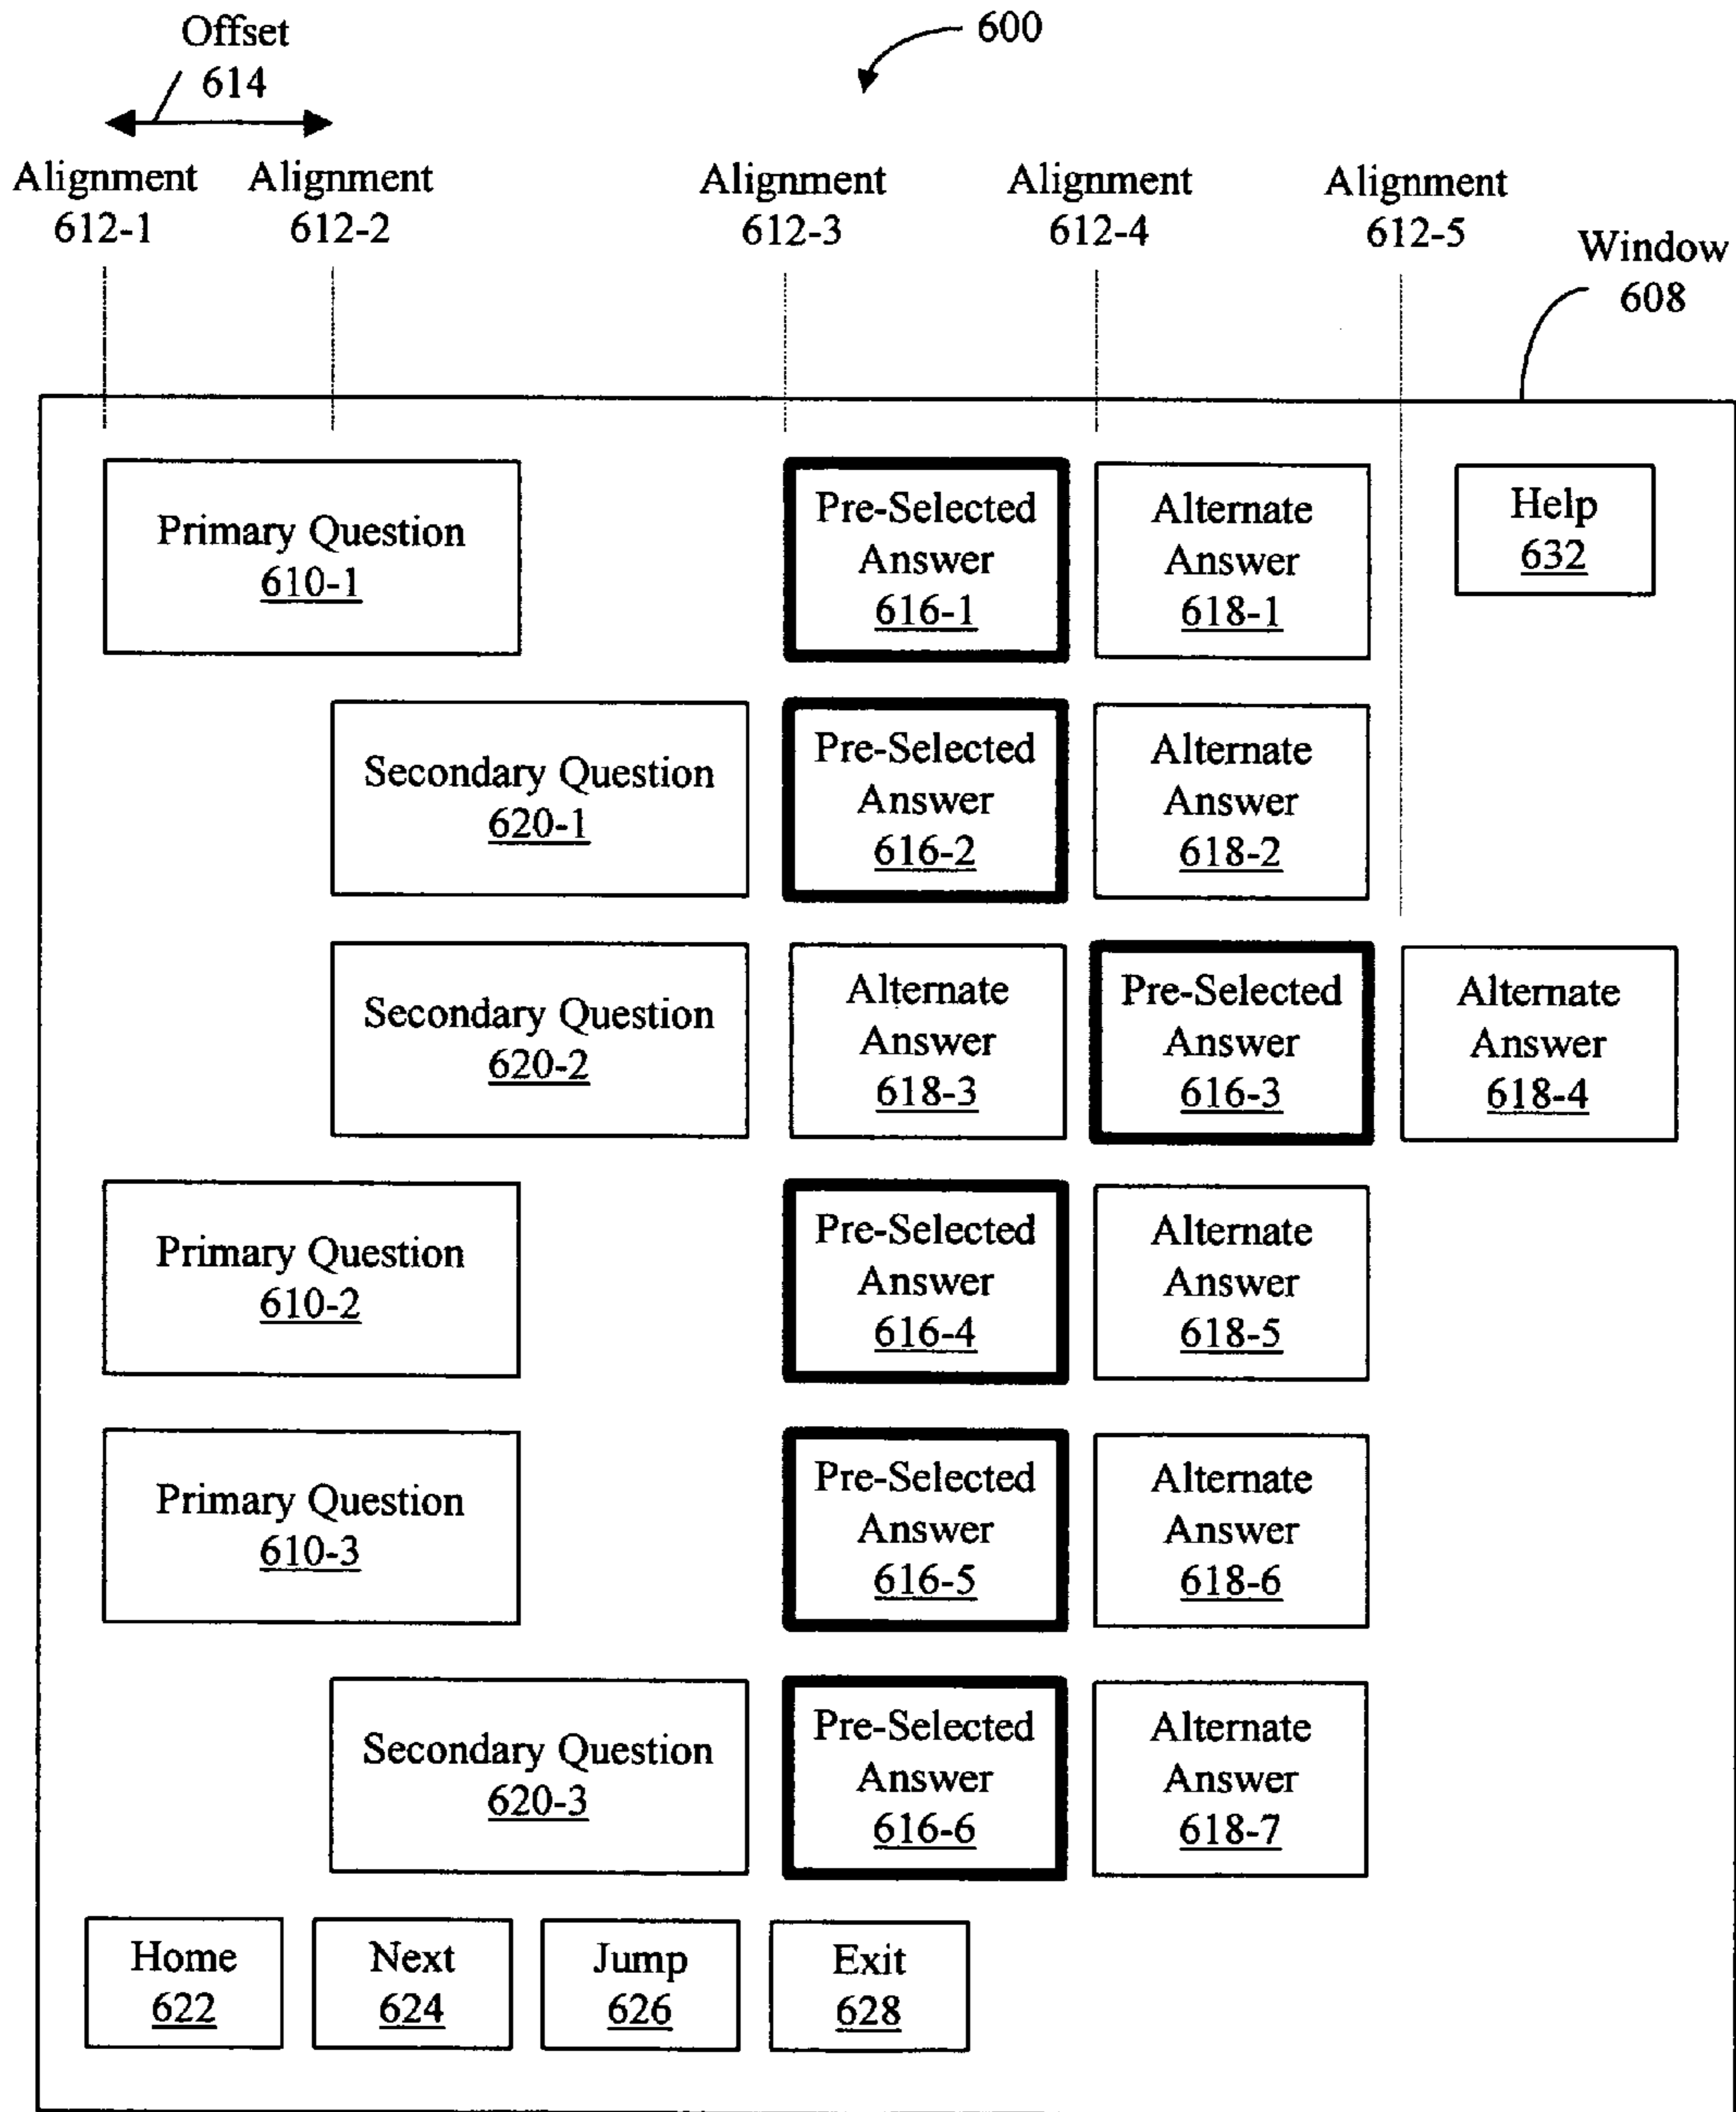 Offset
614
600
Alignment
612-1
Alignment
612-2
Alignment
612-3
Alignment
612-4
Alignment
612-5
Window
608
Primary Question
610-1
Pre-Selected
Answer
616-1
Alternate
Answer
618-1
Help
632
Secondary Question
620-1
Pre-Selected
Answer
616-2
Alternate
Answer
618-2
Secondary Question
620-2
Alternate
Answer
618-3
Pre-Selected
Answer
616-3
Alternate
Answer
618-4
Primary Question
610-2
Pre-Selected
Answer
616-4
Alternate
Answer
618-5
Primary Question
610-3
Pre-Selected
Answer
616-5
Alternate
Answer
618-6
Secondary Question
620-3
Pre-Selected
Answer
616-6
Alternate
Answer
618-7
Home
622
Next
624
Jump
626
Exit
628